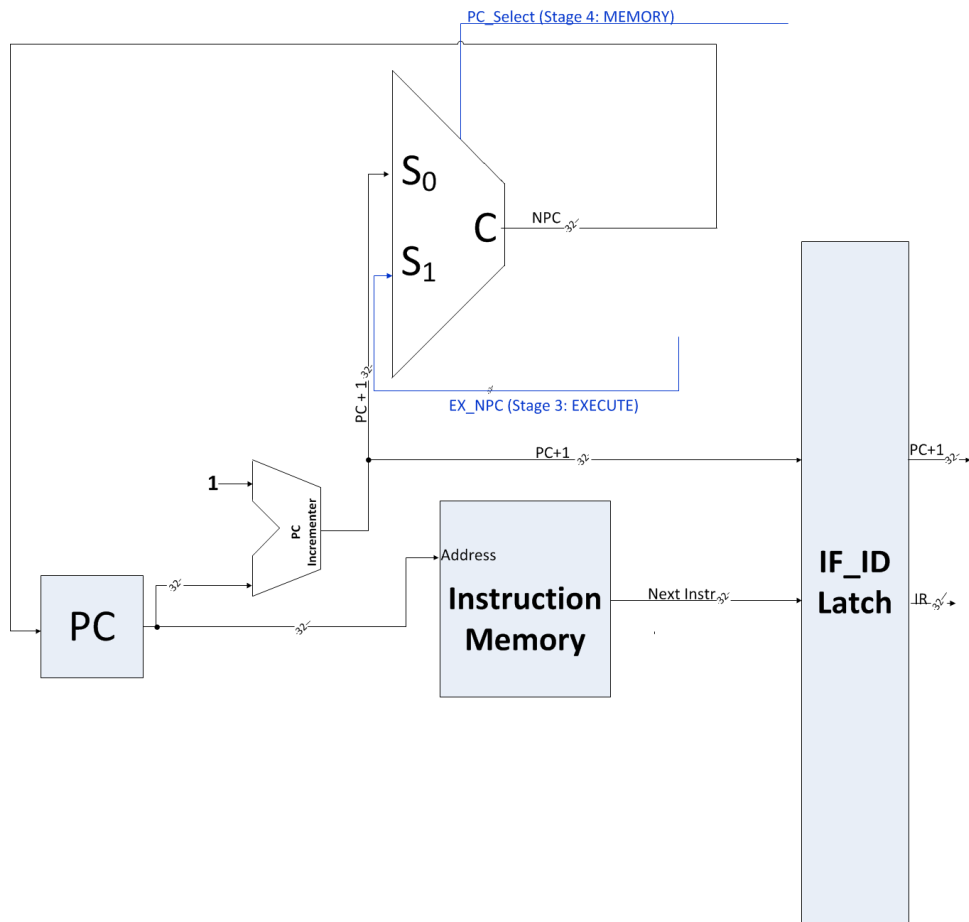 PC_Select (Stage 4: MEMORY)
S0
C
NPC
32
S1
PC + 1
32
EX_NPC (Stage 3: EXECUTE)
PC+1
32
PC+1
32
1
PC
Incrementer
32
Address
Instruction
Memory
Next Instr
32
IF_ID
Latch
IR
32
PC
32